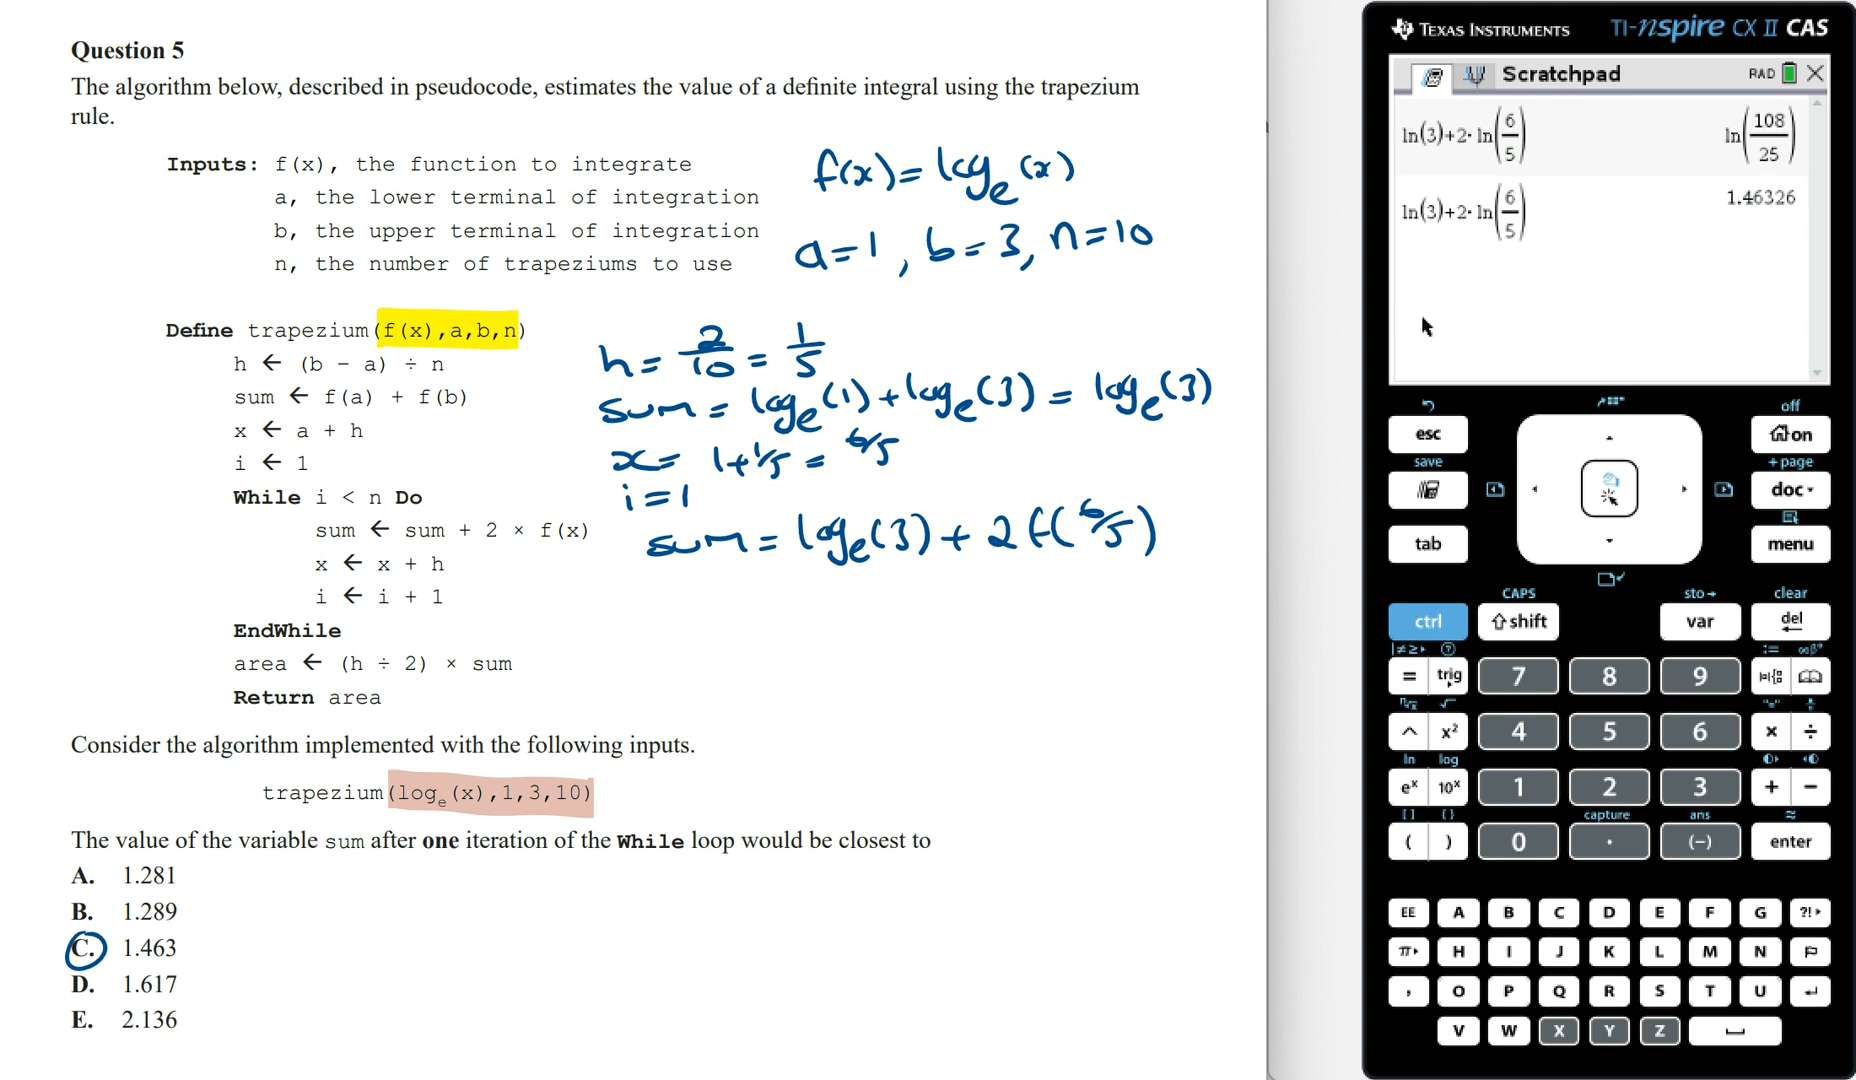 Question 5
The algorithm below, described in pseudocode, estimates the value of a definite integral using the trapezium
rule.
Inputs: f(x), the function to integrate
a, the lower terminal of integration
b, the upper terminal of integration
n, the number of trapeziums to use
f(x) = log_e (x)
a=1, b=3, n=10
Define trapezium(f(x),a,b,n)
h ← (b - a) ÷ n
sum ← f(a) + f(b)
x ← a + h
i ← 1
While i < n Do
sum ← sum + 2 × f(x)
x ← x + h
i ← i + 1
EndWhile
area ← (h ÷ 2) × sum
Return area
h = 2/10 = 1/5
sum = log_e(1) + log_e(3) = log_e(3)
x = 1+1/5 = 6/5
i = 1
sum = log_e(3) + 2f(6/5)
Consider the algorithm implemented with the following inputs.
trapezium(log_e(x),1,3,10)
The value of the variable sum after one iteration of the While loop would be closest to
A. 1.281
B. 1.289
C. 1.463
D. 1.617
E. 2.136
TEXAS INSTRUMENTS TI-nspire CX II CAS
Scratchpad RAD
ln(3)+2·ln(6/5) ln(108/25)
ln(3)+2·ln(6/5) 1.46326
off
esc on
save +page
doc
tab menu
CAPS sto→ clear
ctrl shift var del
= trig 7 8 9
^ x² 4 5 6 × ÷
ln log
eˣ 10ˣ 1 2 3 + −
[] {} capture ans ≈
( ) 0 . (−) enter
EE A B C D E F G ?!▸
π▸ H I J K L M N
, O P Q R S T U ↵
V W X Y Z